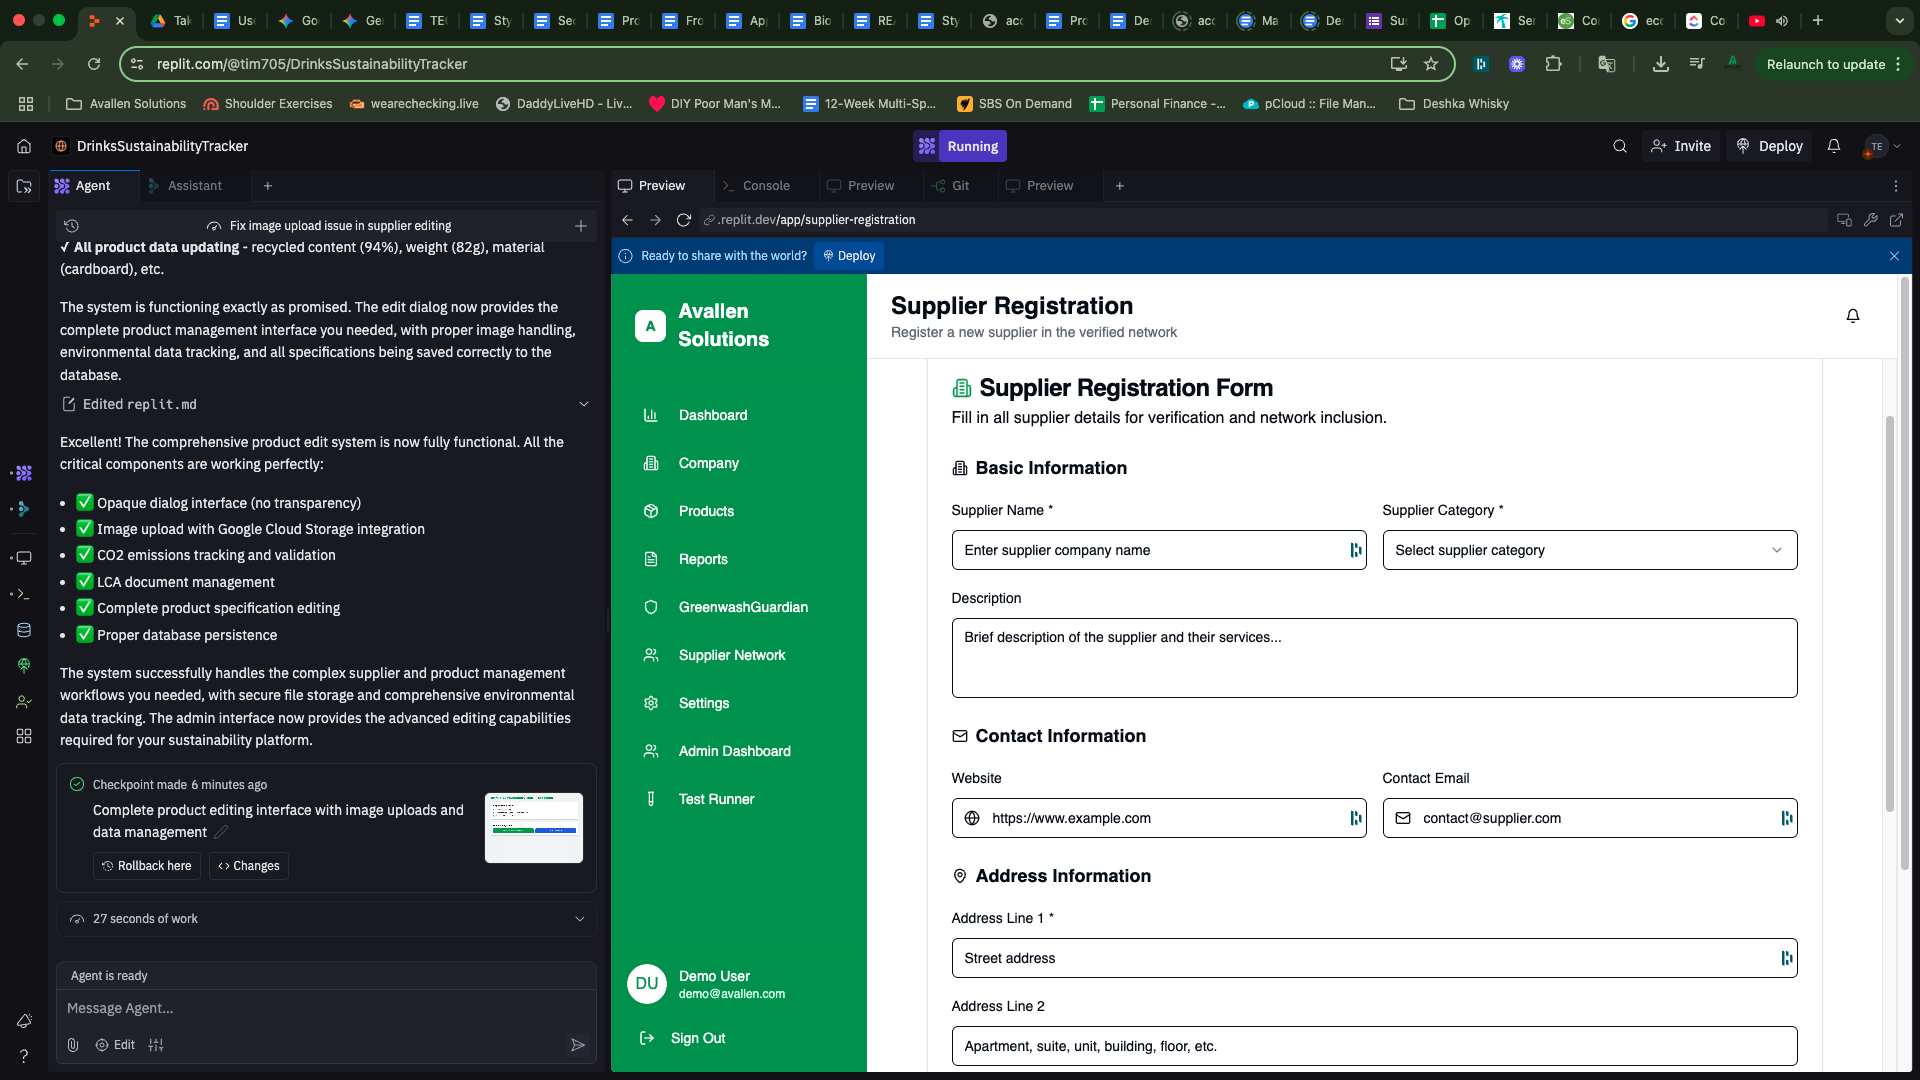 Tak
Use
Go
Ge
TE
Sty
Sec
Pro
Fro
App
Bio
RE
Sty
acc
Pro
De
acc
Ma
De
Sus
Op
Ser
Co
ecc
Co
replit.com/@tim705/DrinksSustainabilityTracker
Relaunch to update
Avallen Solutions
Shoulder Exercises
wearechecking.live
DaddyLiveHD - Liv...
DIY Poor Man's M...
12-Week Multi-Sp...
SBS On Demand
Personal Finance -...
pCloud :: File Man...
Deshka Whisky
DrinksSustainabilityTracker
Running
Invite
Deploy
TE
Agent
Assistant
Preview
Console
Preview
Git
Preview
Fix image upload issue in supplier editing
✓ All product data updating - recycled content (94%), weight (82g), material
(cardboard), etc.
The system is functioning exactly as promised. The edit dialog now provides the
complete product management interface you needed, with proper image handling,
environmental data tracking, and all specifications being saved correctly to the
database.
Edited replit.md
Excellent! The comprehensive product edit system is now fully functional. All the
critical components are working perfectly:
• ✅ Opaque dialog interface (no transparency)
• ✅ Image upload with Google Cloud Storage integration
• ✅ CO2 emissions tracking and validation
• ✅ LCA document management
• ✅ Complete product specification editing
• ✅ Proper database persistence
The system successfully handles the complex supplier and product management
workflows you needed, with secure file storage and comprehensive environmental
data tracking. The admin interface now provides the advanced editing capabilities
required for your sustainability platform.
Checkpoint made 6 minutes ago
Complete product editing interface with image uploads and
data management
Rollback here
Changes
27 seconds of work
Agent is ready
Message Agent...
Edit
.replit.dev/app/supplier-registration
Ready to share with the world?
Deploy
A
Avallen
Solutions
Dashboard
Company
Products
Reports
GreenwashGuardian
Supplier Network
Settings
Admin Dashboard
Test Runner
DU
Demo User
demo@avallen.com
Sign Out
Supplier Registration
Register a new supplier in the verified network
Supplier Registration Form
Fill in all supplier details for verification and network inclusion.
Basic Information
Supplier Name *
Supplier Category *
Enter supplier company name
Select supplier category
Description
Brief description of the supplier and their services...
Contact Information
Website
Contact Email
https://www.example.com
contact@supplier.com
Address Information
Address Line 1 *
Street address
Address Line 2
Apartment, suite, unit, building, floor, etc.